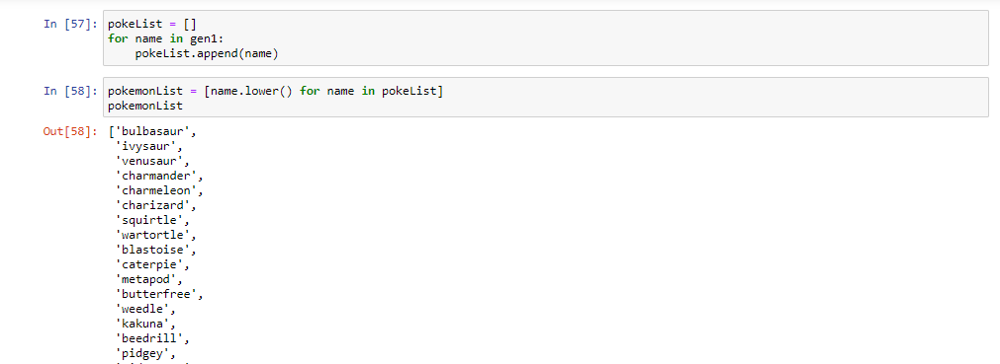 In [57]: pokeList = []
for name in gen1:
    pokeList.append(name)
In [58]: pokemonList = [name.lower() for name in pokeList]
pokemonList
Out[58]: ['bulbasaur',
'ivysaur',
'venusaur',
'charmander',
'charmeleon',
'charizard',
'squirtle',
'wartortle',
'blastoise',
'caterpie',
'metapod',
'butterfree',
'weedle',
'kakuna',
'beedrill',
'pidgey',